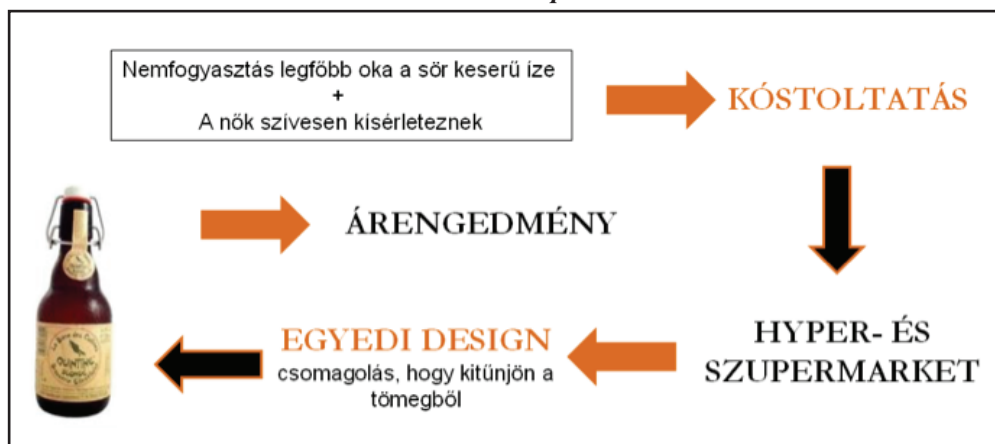 Nemfogyasztás legfőbb oka a sör keserű íze
+
A nők szívesen kísérleteznek
KÓSTOLTATÁS
ÁRENGEDMÉNY
HYPER- ÉS
SZUPERMARKET
EGYEDI DESIGN
csomagolás, hogy kitűnjön a
tömegből
QUINTINE